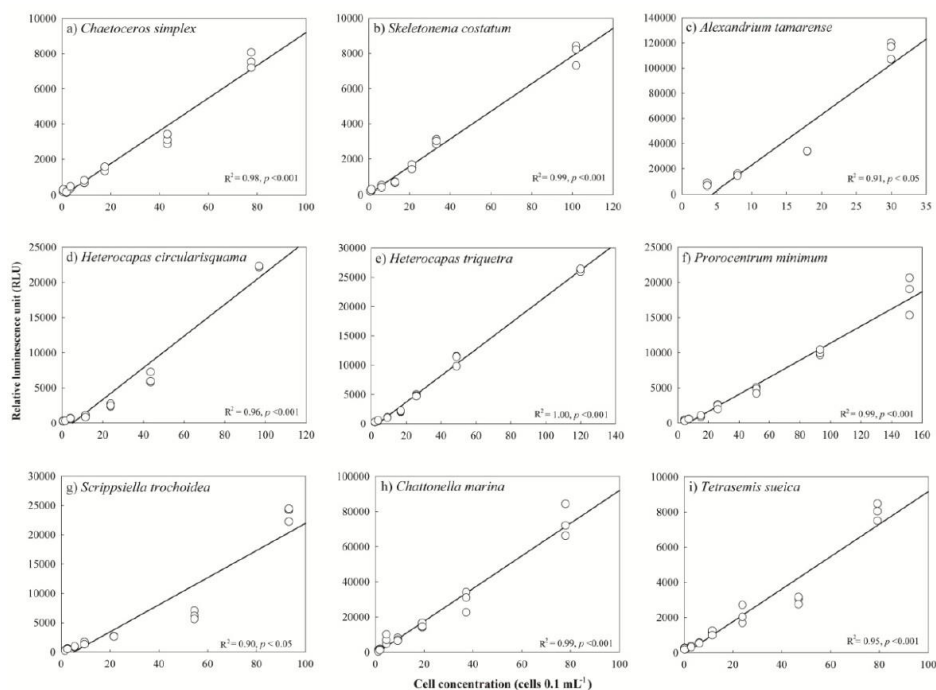 Relative luminescence unit (RLU)
a) Chaetoceros simplex
10000
8000
6000
4000
2000
0
R² = 0.98, p <0.001
0 20 40 60 80 100
b) Skeletonema costatum
10000
8000
6000
4000
2000
0
R² = 0.99, p <0.001
0 20 40 60 80 100 120
c) Alexandrium tamarense
140000
120000
100000
80000
60000
40000
20000
0
R² = 0.91, p < 0.05
0 5 10 15 20 25 30 35
d) Heterocapas circularisquama
25000
20000
15000
10000
5000
0
R² = 0.96, p <0.001
0 20 40 60 80 100 120
e) Heterocapas triquetra
30000
25000
20000
15000
10000
5000
0
R² = 1.00, p <0.001
0 20 40 60 80 100 120 140
f) Prorocentrum minimum
25000
20000
15000
10000
5000
0
R² = 0.99, p <0.001
0 20 40 60 80 100 120 140 160
g) Scrippsiella trochoidea
30000
25000
20000
15000
10000
5000
0
R² = 0.90, p < 0.05
0 20 40 60 80 100
h) Chattonella marina
100000
80000
60000
40000
20000
0
R² = 0.99, p <0.001
0 20 40 60 80 100
i) Tetrasemis sueica
10000
8000
6000
4000
2000
0
R² = 0.95, p <0.001
0 20 40 60 80 100
Cell concentration (cells 0.1 mL⁻¹)